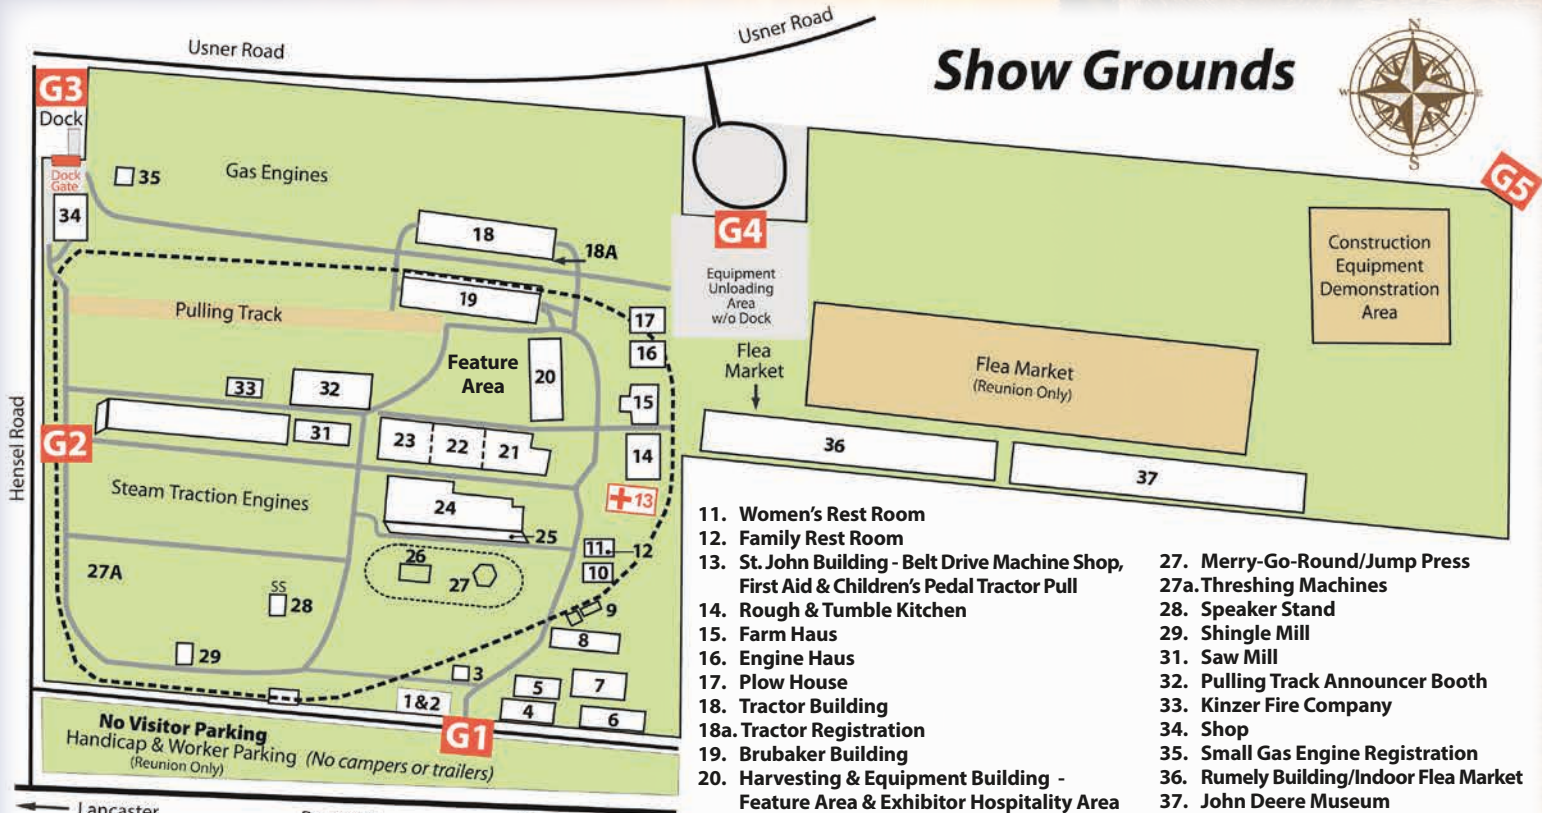 Usner Road
Usner Road
Show Grounds
N
W
E
S
G3
Dock
Dock
Gate
35
Gas Engines
34
18
18A
G4
G5
Equipment
Unloading
Area
w/o Dock
Construction
Equipment
Demonstration
Area
19
Pulling Track
17
16
Feature
Area
20
Flea
Market
Flea Market
(Reunion Only)
33
32
15
Hensel Road
G2
31
23
22
21
14
36
37
Steam Traction Engines
24
13
25
11
12
10
26
27
27A
SS
28
9
8
29
3
1&2
5
7
4
6
G1
No Visitor Parking
Handicap & Worker Parking (No campers or trailers)
(Reunion Only)
Lancaster
11. Women's Rest Room
12. Family Rest Room
13. St. John Building - Belt Drive Machine Shop,
First Aid & Children's Pedal Tractor Pull
14. Rough & Tumble Kitchen
15. Farm Haus
16. Engine Haus
17. Plow House
18. Tractor Building
18a. Tractor Registration
19. Brubaker Building
20. Harvesting & Equipment Building -
Feature Area & Exhibitor Hospitality Area
27. Merry-Go-Round/Jump Press
27a. Threshing Machines
28. Speaker Stand
29. Shingle Mill
31. Saw Mill
32. Pulling Track Announcer Booth
33. Kinzer Fire Company
34. Shop
35. Small Gas Engine Registration
36. Rumely Building/Indoor Flea Market
37. John Deere Museum